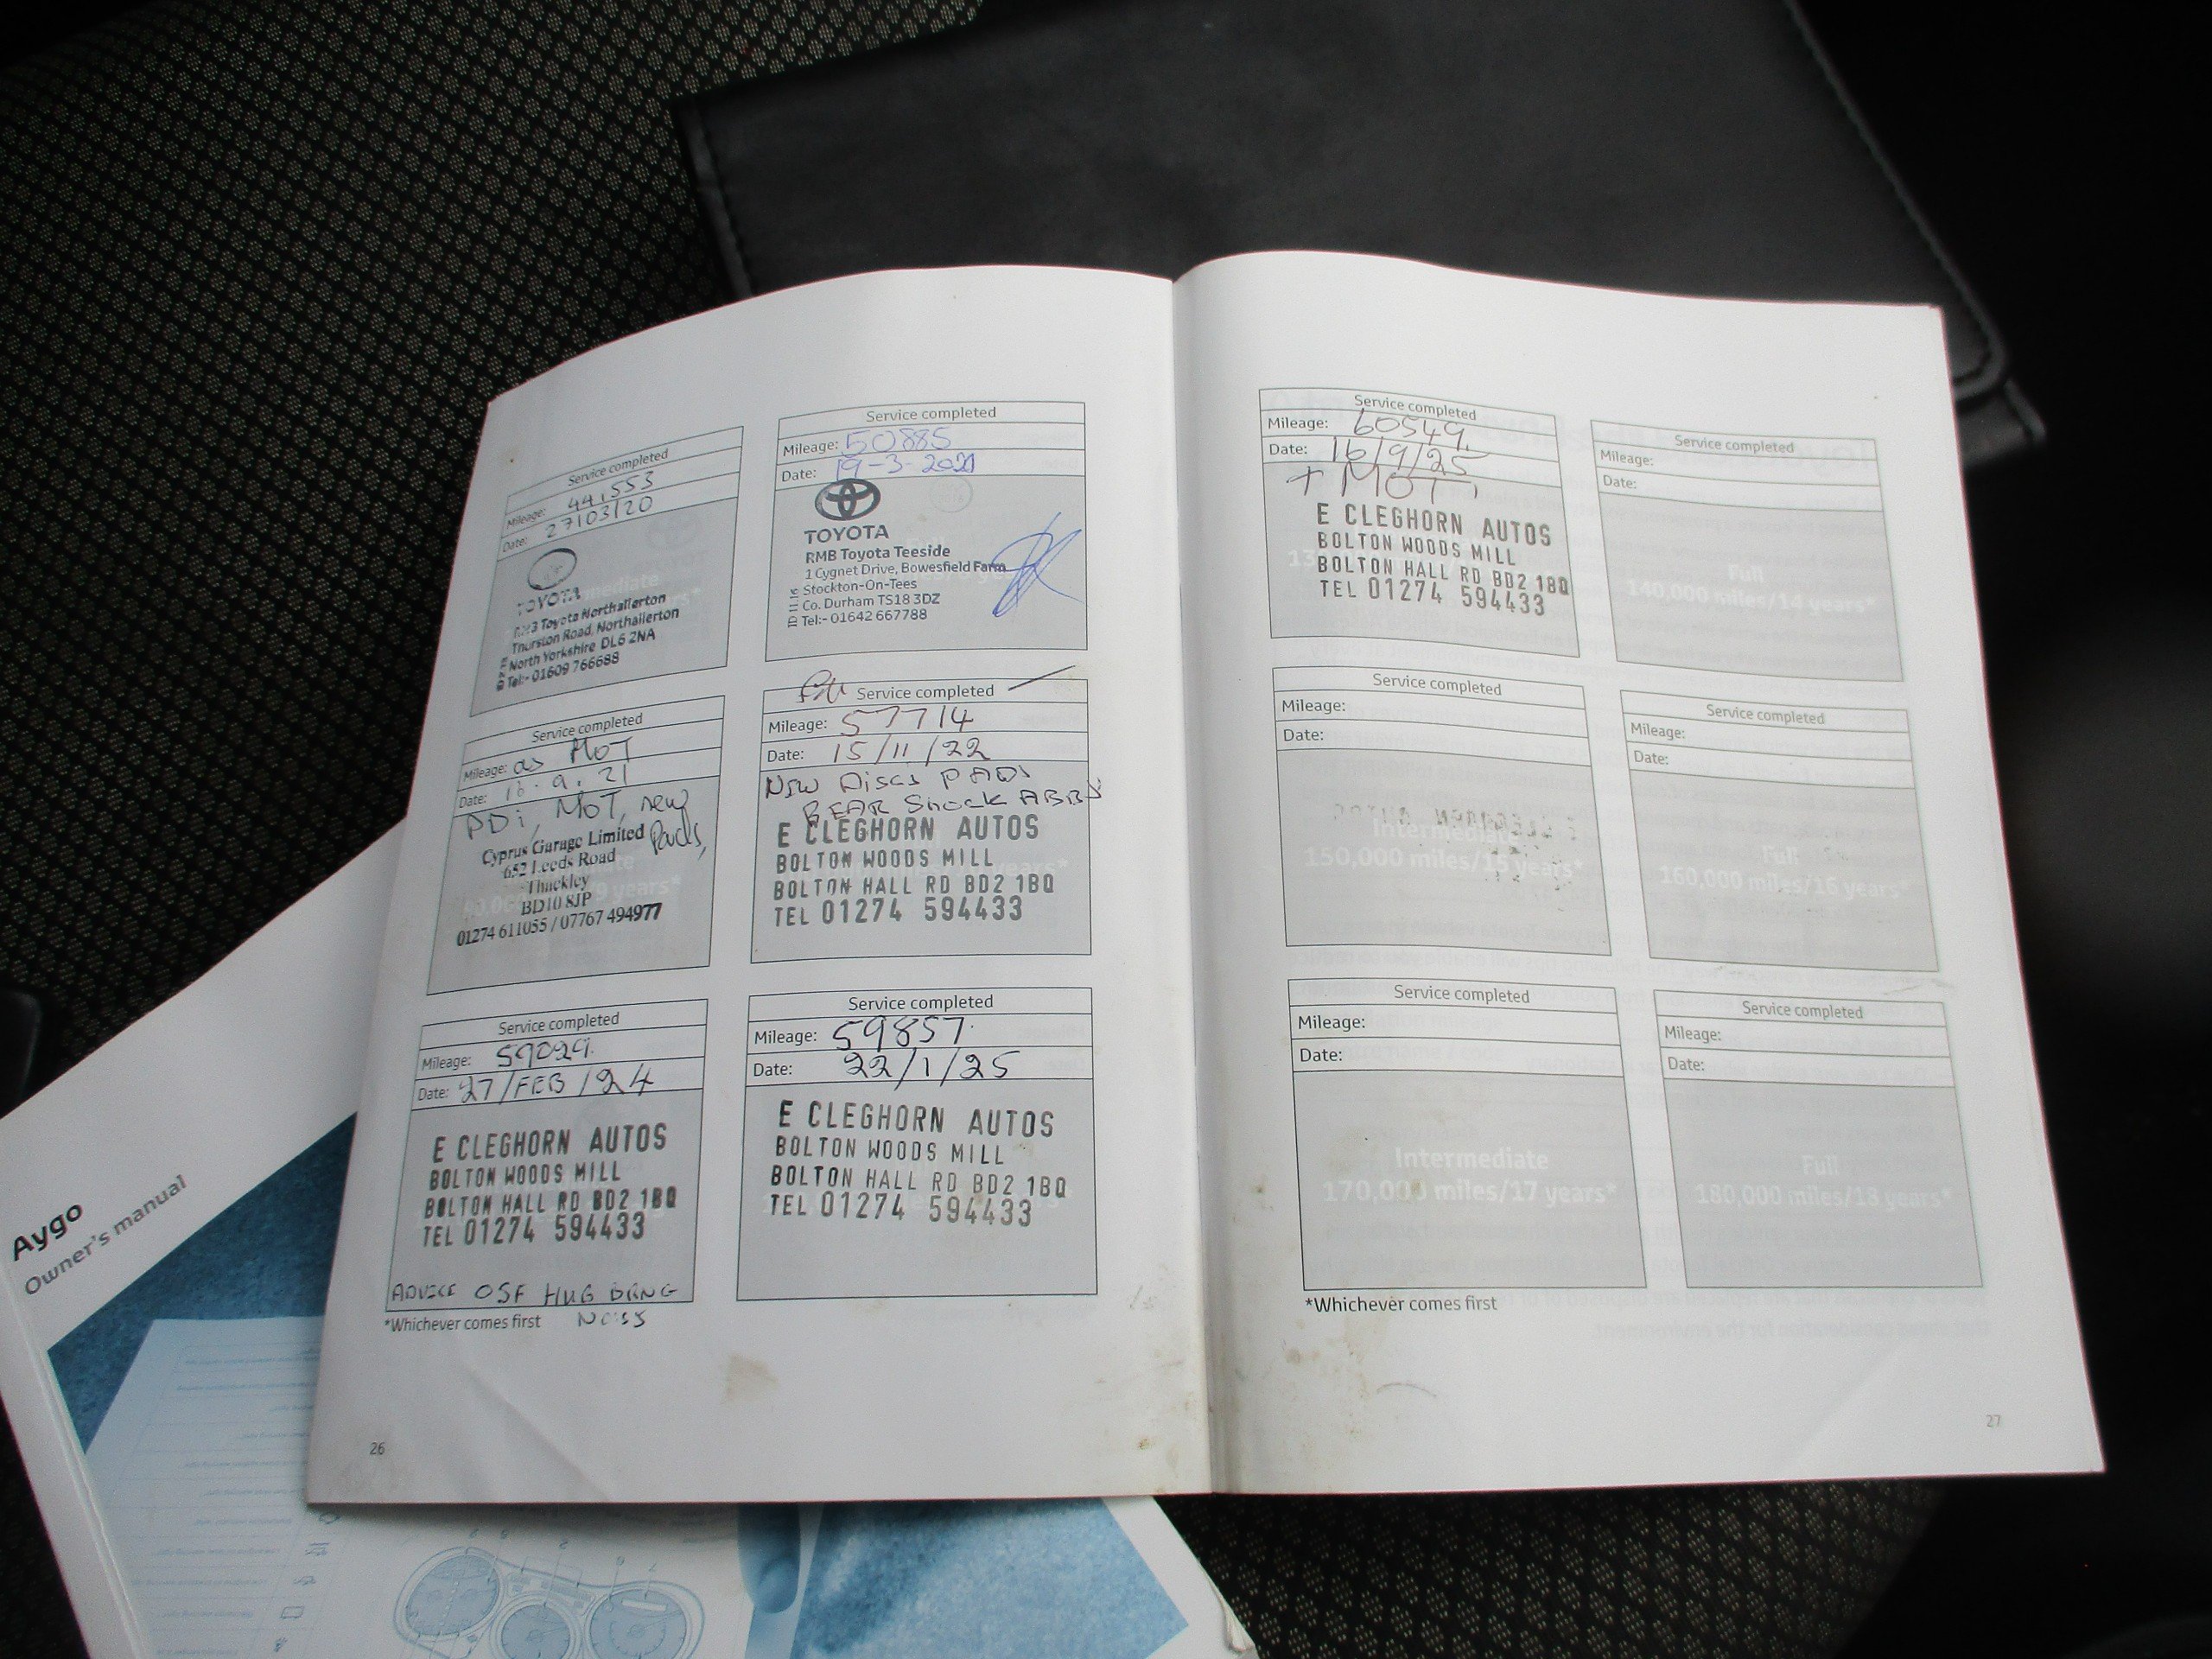 Service completed
Mileage: 441553
Date: 27/03/20
TOYOTA
Toyota Northallerton
Thurston Road, Northallerton
North Yorkshire DL6 2NA
Tel:- 01609 766688
Service completed
Mileage: 50885
Date: 19-3-2021
TOYOTA
RMB Toyota Teeside
1 Cygnet Drive, Bowesfield Farm
Stockton-On-Tees
Co. Durham TS18 3DZ
Tel:- 01642 667788
Service completed
Mileage: as MOT
Date: 16.9.21
PDi, MOT, new
Pads,
Cyprus Garage Limited
652 Leeds Road
Thackley
BD10 8JP
01274 611055 / 07767 494977
Service completed
Mileage: 57714
Date: 15/11/22
NEW DISCS PADS
REAR SHOCK ABB
E CLEGHORN AUTOS
BOLTON WOODS MILL
BOLTON HALL RD BD2 1BQ
TEL 01274 594433
Service completed
Mileage: 59029
Date: 27/FEB/24
E CLEGHORN AUTOS
BOLTON WOODS MILL
BOLTON HALL RD BD2 1BQ
TEL 01274 594433
ADVICE OSF HUB BRNG
NOISS
*Whichever comes first
Service completed
Mileage: 59857
Date: 22/1/25
E CLEGHORN AUTOS
BOLTON WOODS MILL
BOLTON HALL RD BD2 1BQ
TEL 01274 594433
26
Service completed
Mileage: 60549
Date: 16/9/25
+ MOT
E CLEGHORN AUTOS
BOLTON WOODS MILL
BOLTON HALL RD BD2 1BQ
TEL 01274 594433
Service completed
Mileage:
Date:
Full
140,000 miles/14 years*
Service completed
Mileage:
Date:
Intermediate
150,000 miles/15 years*
Service completed
Mileage:
Date:
Full
160,000 miles/16 years*
Service completed
Mileage:
Date:
Intermediate
170,000 miles/17 years*
Service completed
Mileage:
Date:
Full
180,000 miles/18 years*
*Whichever comes first
27
Aygo
Owner's manual